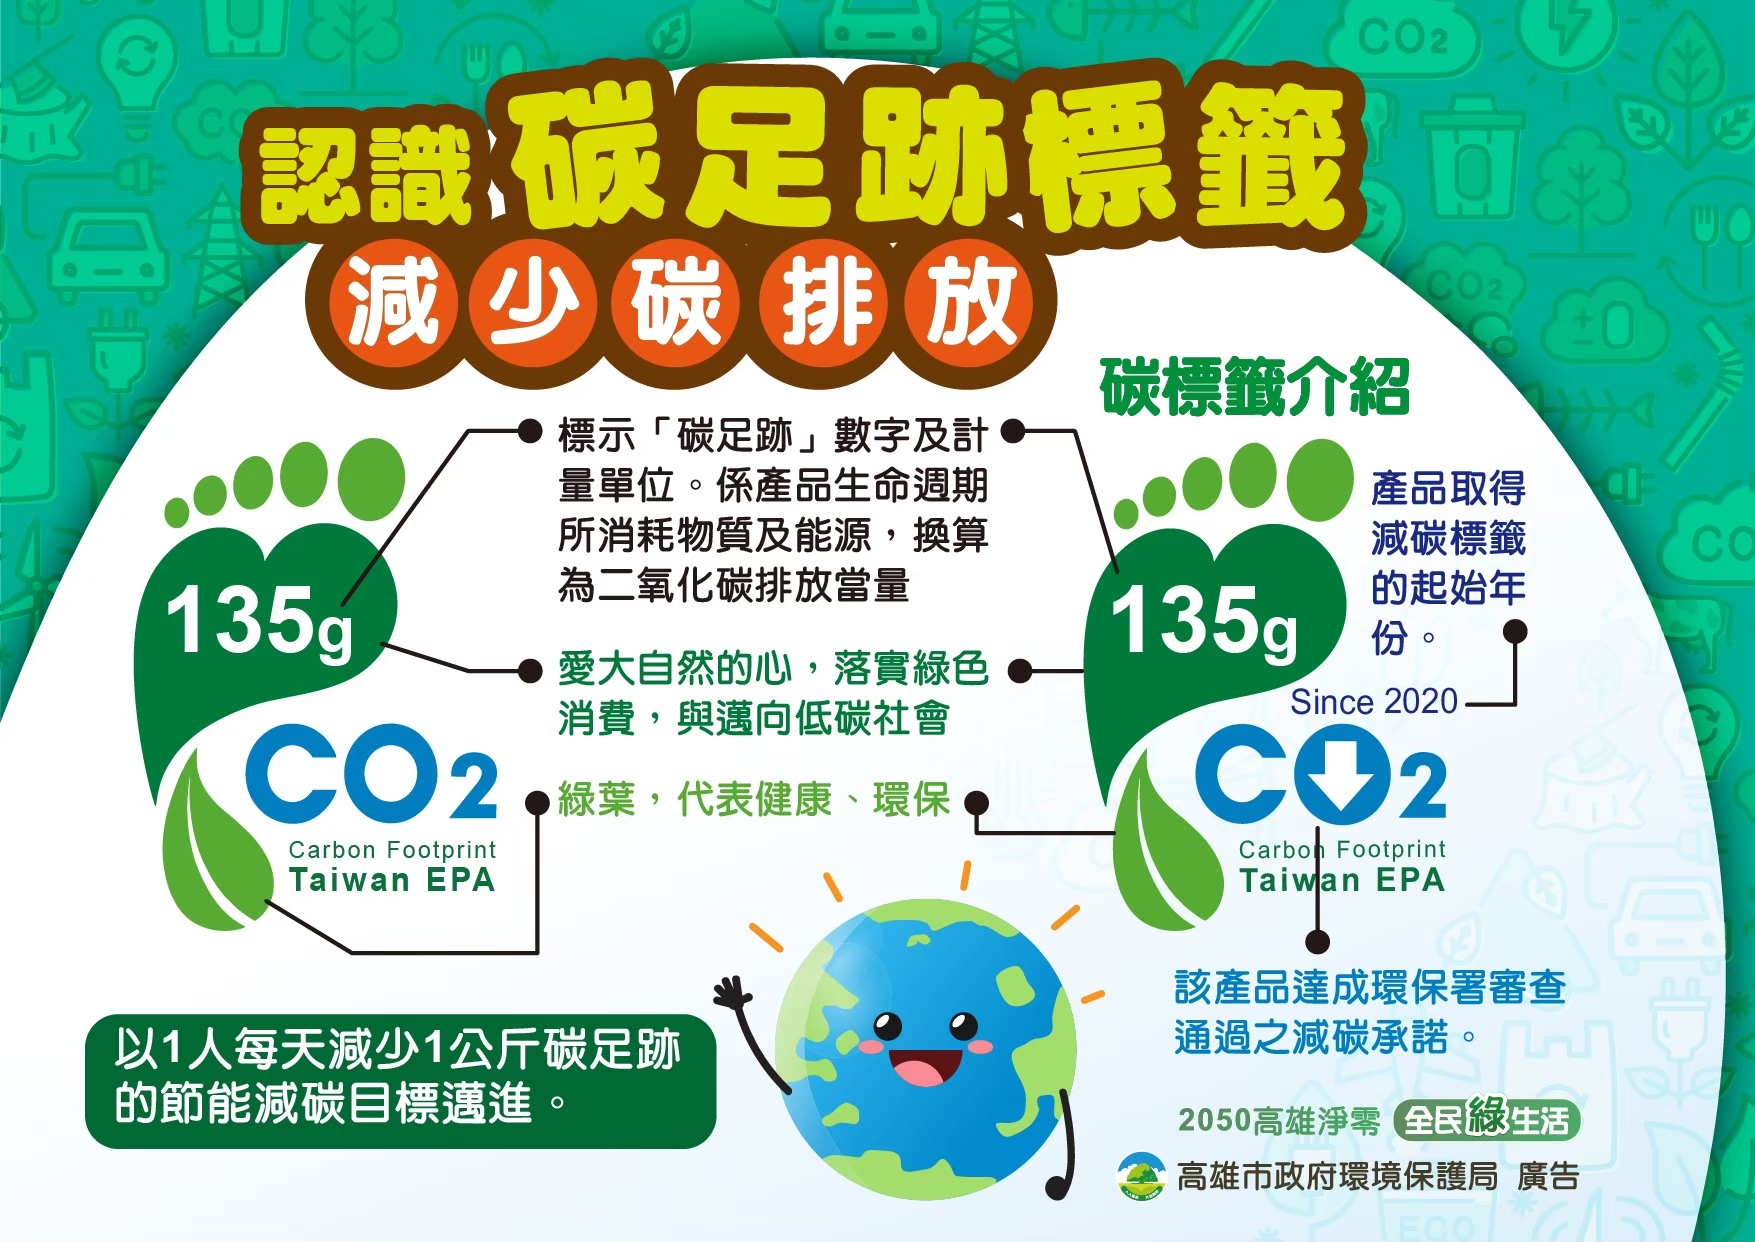 認識碳足跡標籤
減少碳排放
碳標籤介紹
標示「碳足跡」數字及計
量單位。係產品生命週期
所消耗物質及能源，換算
為二氧化碳排放當量
愛大自然的心，落實綠色
消費，與邁向低碳社會
綠葉，代表健康、環保
135g
CO2
Carbon Footprint
Taiwan EPA
135g
產品取得
減碳標籤
的起始年
份。
Since 2020
CO2
Carbon Footprint
Taiwan EPA
該產品達成環保署審查
通過之減碳承諾。
以1人每天減少1公斤碳足跡
的節能減碳目標邁進。
2050高雄淨零 全民綠生活
高雄市政府環境保護局 廣告
CO2
CO2
CO
ECO